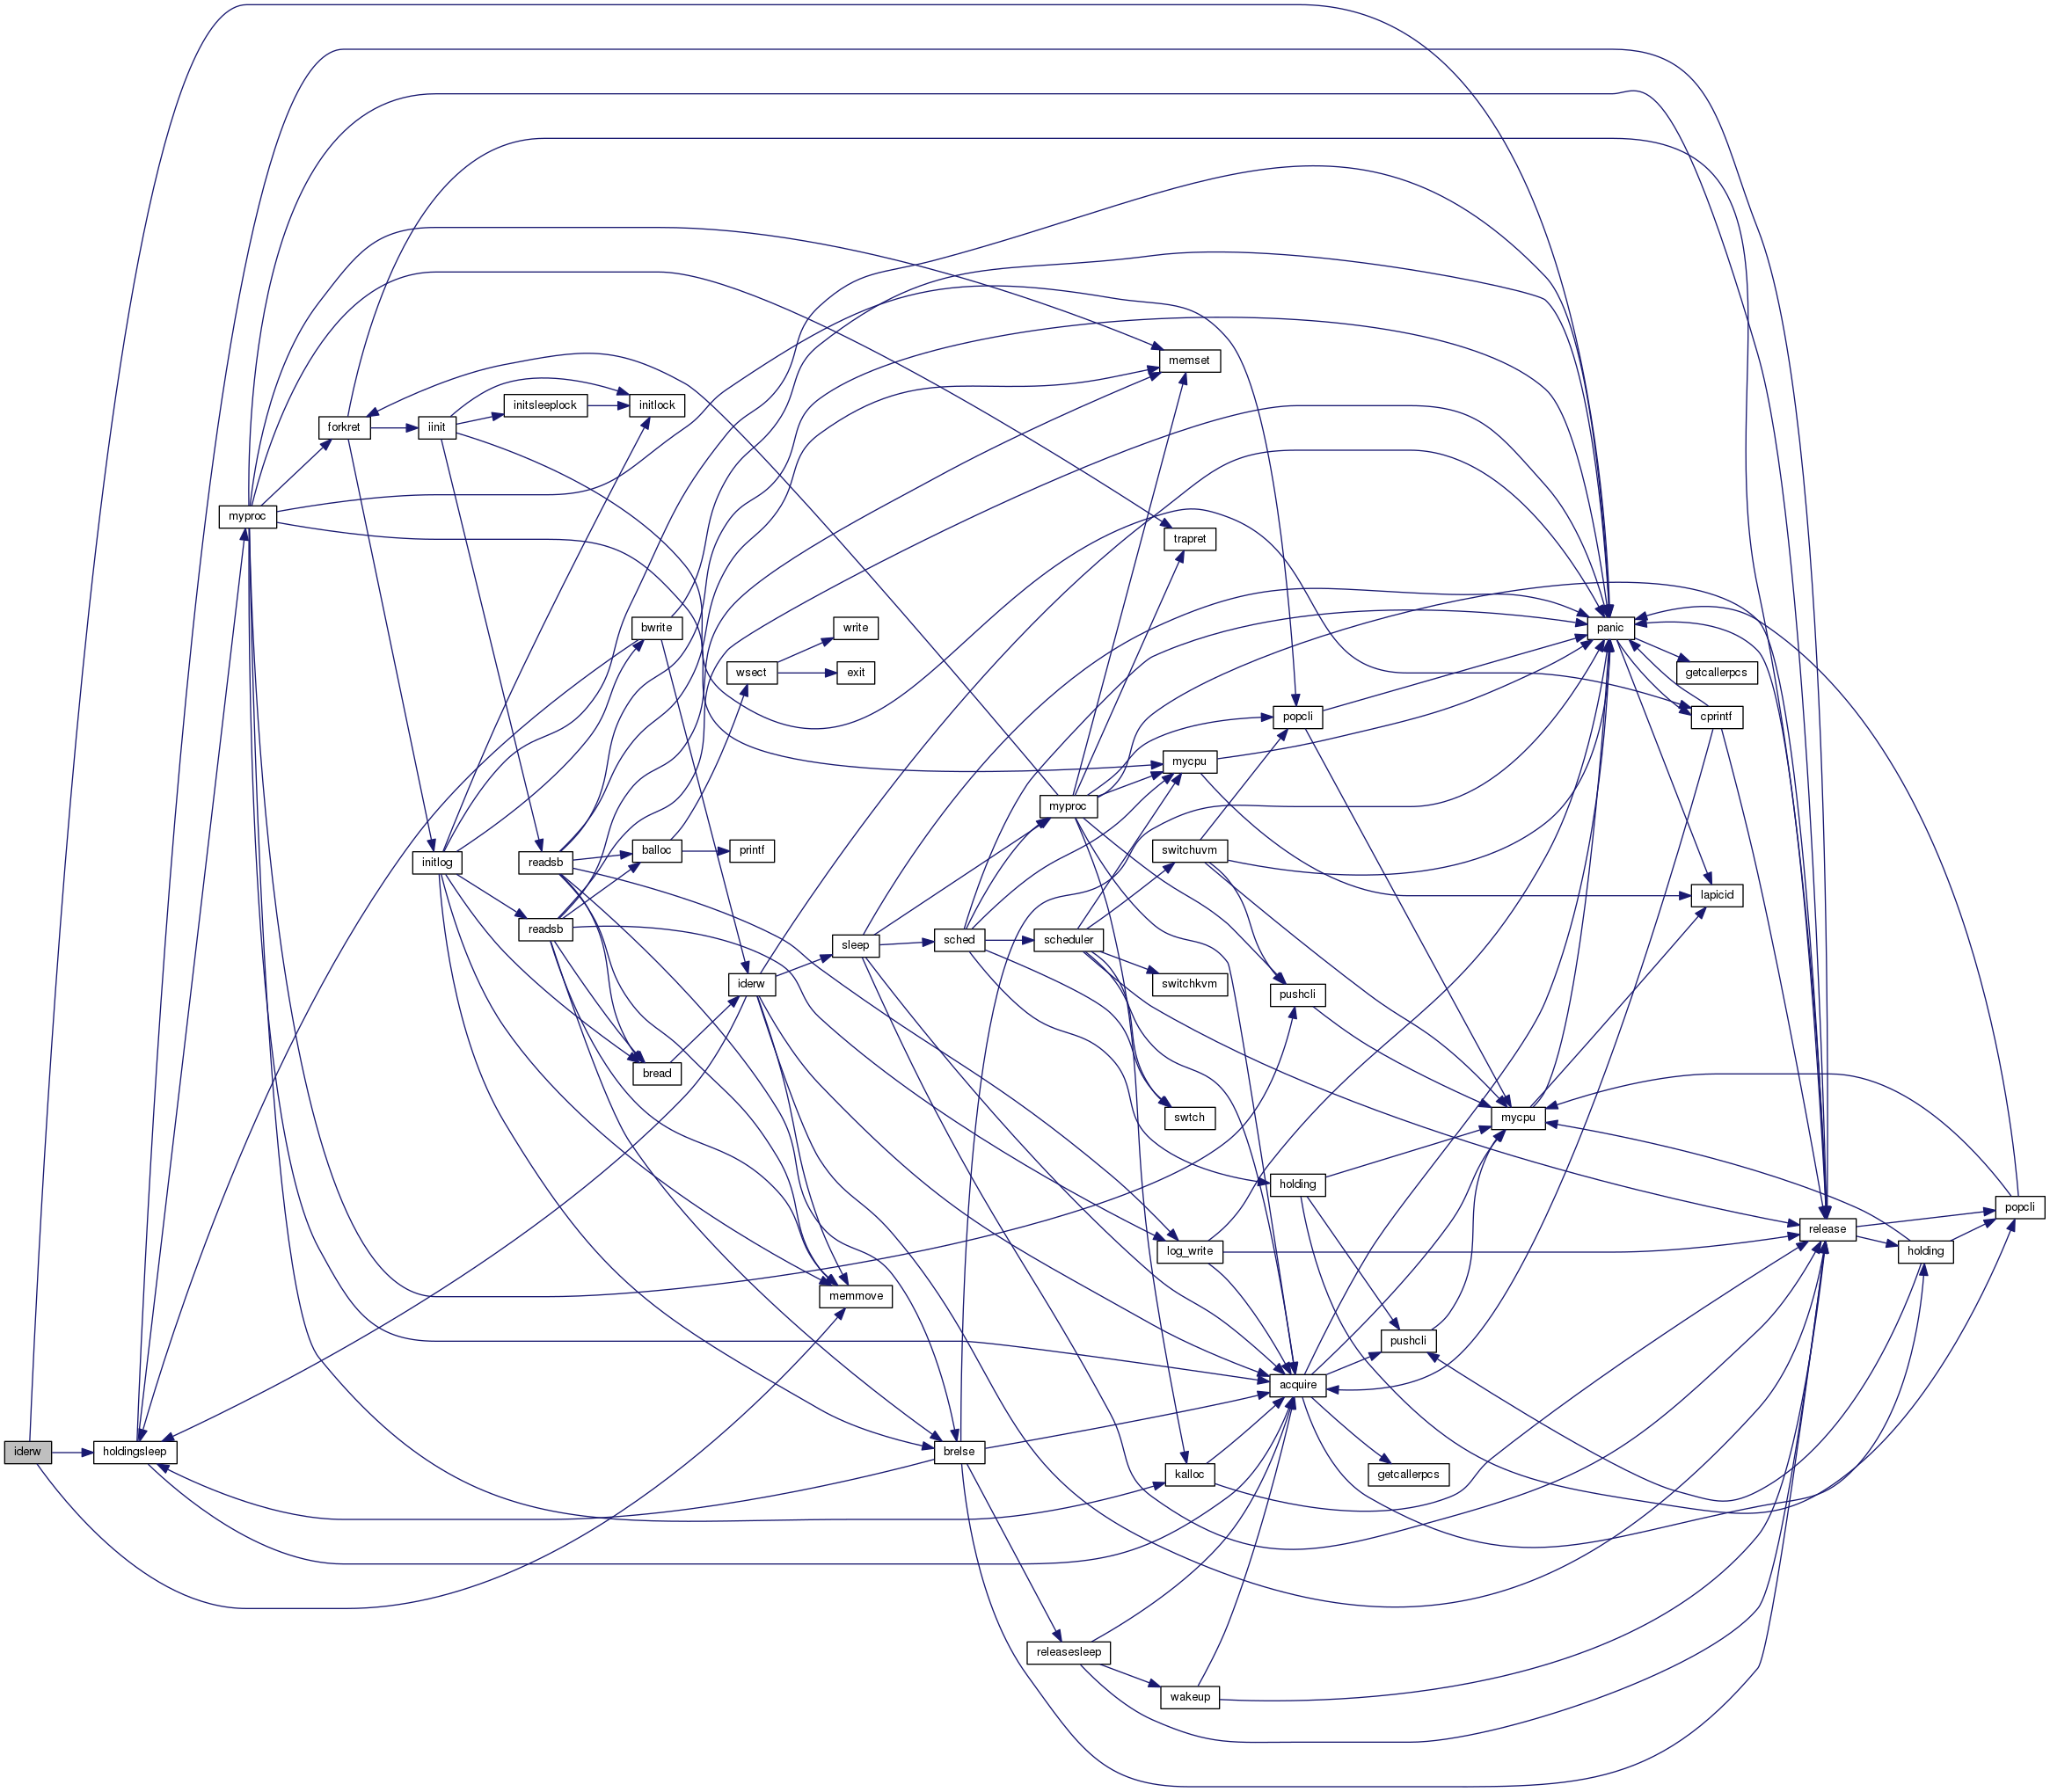 memset
initsleeplock
initlock
forkret
iinit
myproc
trapret
bwrite
write
panic
wsect
exit
getcallerpcs
popcli
cprintf
mycpu
myproc
initlog
readsb
balloc
printf
switchuvm
lapicid
readsb
sleep
sched
scheduler
iderw
switchkvm
pushcli
bread
swtch
mycpu
holding
popcli
release
log_write
holding
memmove
pushcli
acquire
iderw
holdingsleep
brelse
kalloc
getcallerpcs
releasesleep
wakeup